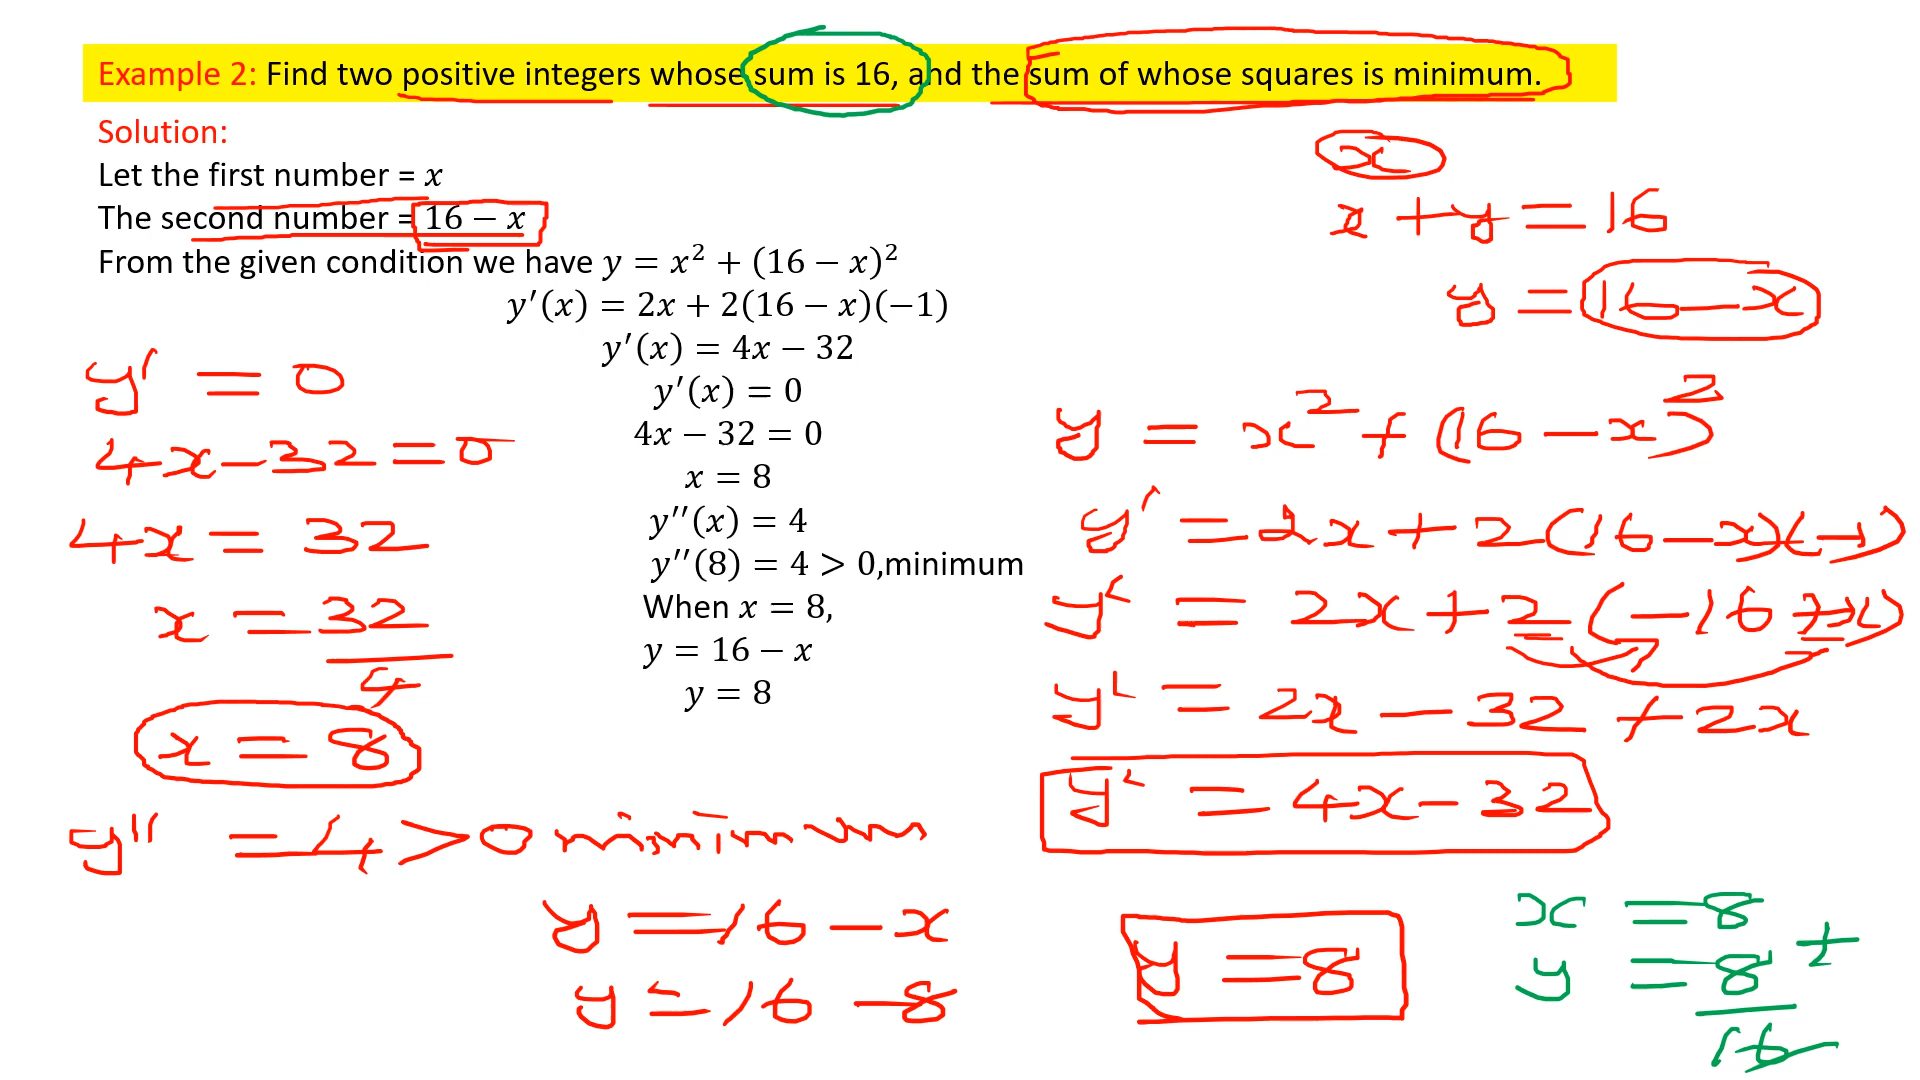 Example 2: Find two positive integers whose sum is 16, and the sum of whose squares is minimum.
Solution:
Let the first number = x
The second number = 16 − x
From the given condition we have y = x² + (16 − x)²
y′(x) = 2x + 2(16 − x)(−1)
y′(x) = 4x − 32
y′(x) = 0
4x − 32 = 0
x = 8
y′′(x) = 4
y′′(8) = 4 > 0,minimum
When x = 8,
y = 16 − x
y = 8
x
x + y = 16
y = 16 − x
y = x² + (16 − x)²
y′ = 2x + 2(16 − x)(−1)
y′ = 2x + 2(−16 + x)
y′ = 2x − 32 + 2x
y′ = 4x − 32
y′ = 0
4x − 32 = 0
4x = 32
x = 32/4
x = 8
y′′ = 4 > 0 minimum
y = 16 − x
y = 16 − 8
y = 8
x = 8
y = 8 +
16